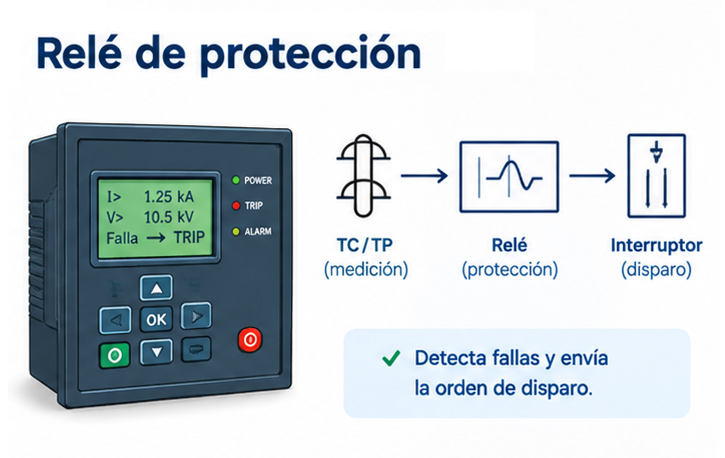 Relé de protección
I> 1.25 kA
V> 10.5 kV
Falla → TRIP
POWER
TRIP
ALARM
OK
TC / TP
(medición)
Relé
(protección)
Interruptor
(disparo)
✓ Detecta fallas y envía
la orden de disparo.